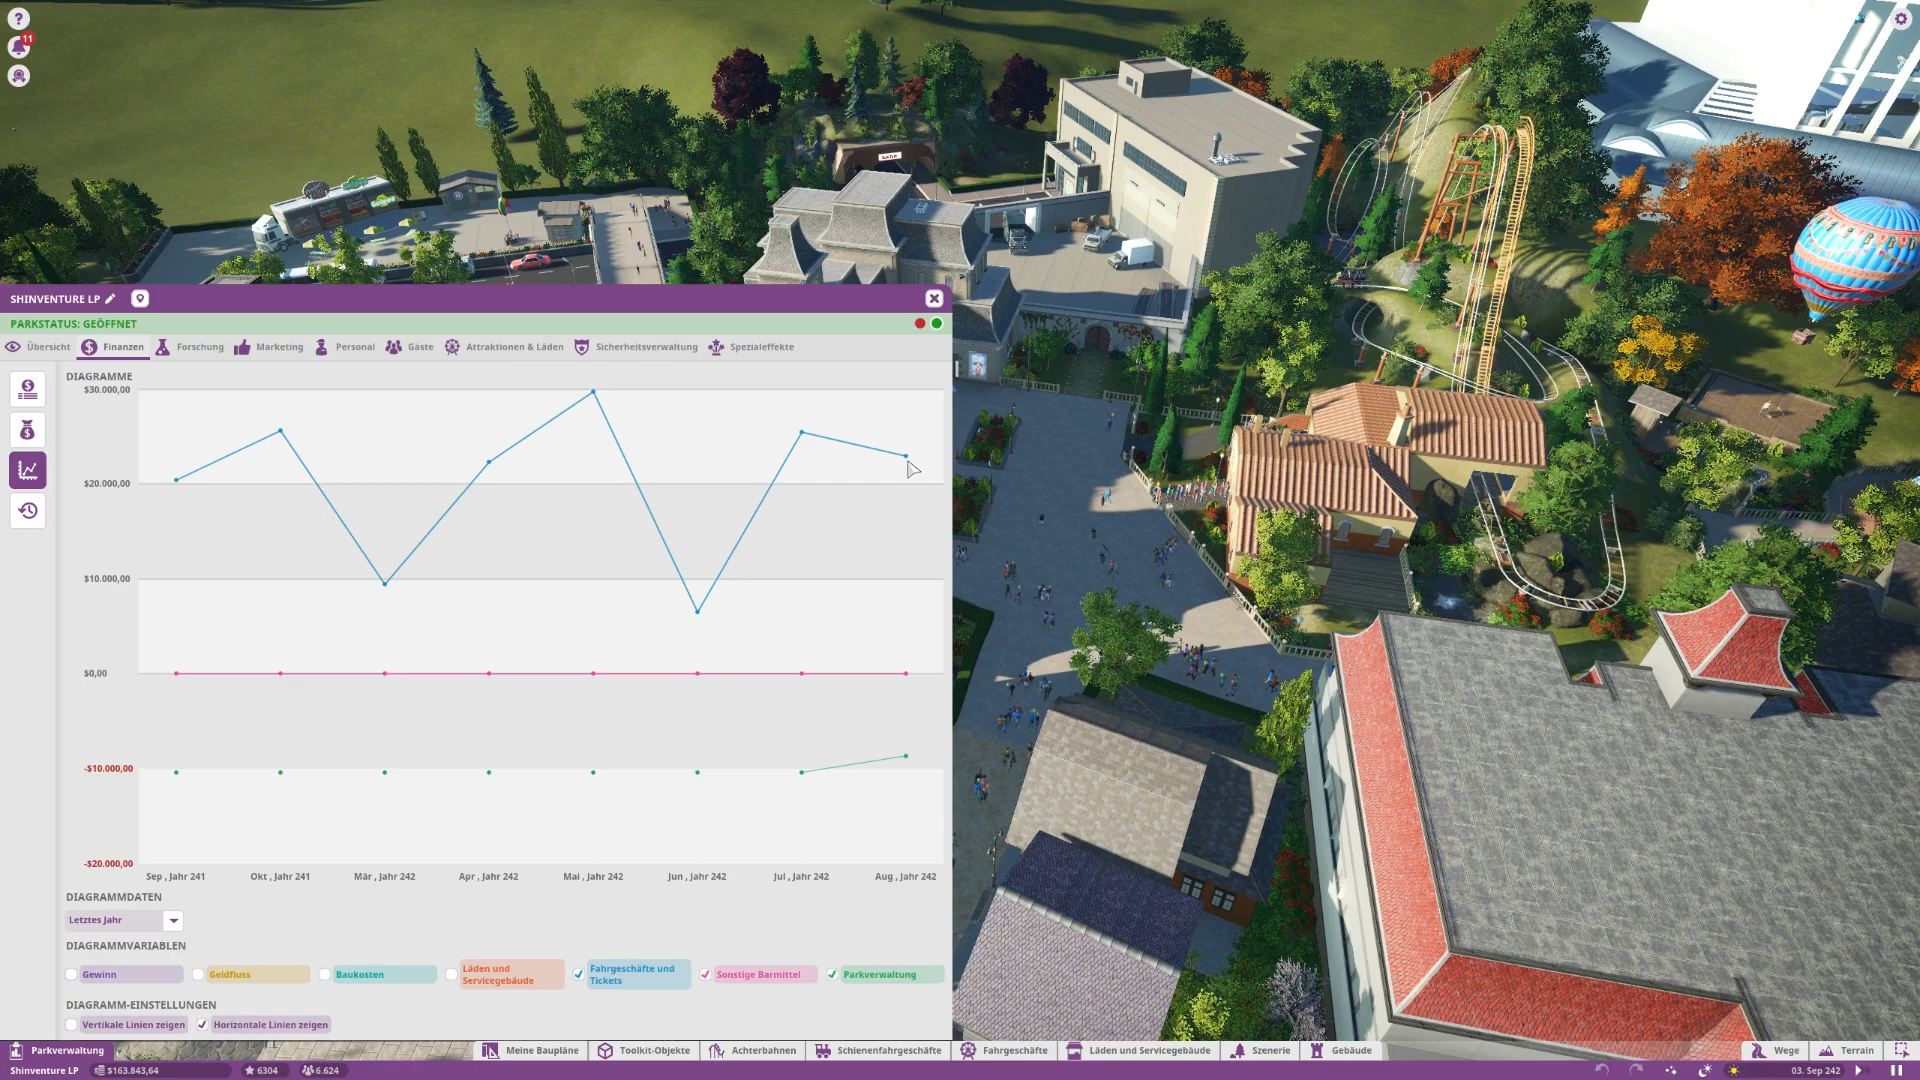 ?
11
SHINVENTURE LP
PARKSTATUS: GEÖFFNET
Übersicht
Finanzen
Forschung
Marketing
Personal
Gäste
Attraktionen & Läden
Sicherheitsverwaltung
Spezialeffekte
DIAGRAMME
$30.000,00
$20.000,00
$10.000,00
$0,00
-$10.000,00
-$20.000,00
Sep , Jahr 241
Okt , Jahr 241
Mär , Jahr 242
Apr , Jahr 242
Mai , Jahr 242
Jun , Jahr 242
Jul , Jahr 242
Aug , Jahr 242
DIAGRAMMDATEN
Letztes Jahr
DIAGRAMMVARIABLEN
Gewinn
Geldfluss
Baukosten
Läden und
Servicegebäude
Fahrgeschäfte und
Tickets
Sonstige Barmittel
Parkverwaltung
DIAGRAMM-EINSTELLUNGEN
Vertikale Linien zeigen
Horizontale Linien zeigen
Parkverwaltung
Meine Baupläne
Toolkit-Objekte
Achterbahnen
Schienenfahrgeschäfte
Fahrgeschäfte
Läden und Servicegebäude
Szenerie
Gebäude
Wege
Terrain
Shinventure LP
$163.843,64
6304
6.624
03. Sep 242